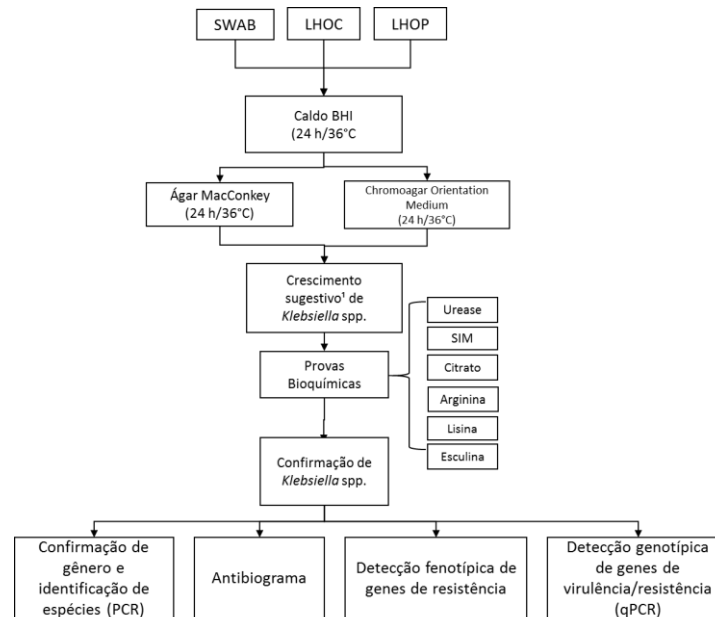 SWAB
LHOC
LHOP
Caldo BHI
(24 h/36°C
Ágar MacConkey
(24 h/36°C)
Chromoagar Orientation
Medium
(24 h/36°C)
Crescimento
sugestivo¹ de
Klebsiella spp.
Provas
Bioquímicas
Urease
SIM
Citrato
Arginina
Lisina
Esculina
Confirmação de
Klebsiella spp.
Confirmação de
gênero e
identificação de
espécies (PCR)
Antibiograma
Detecção fenotípica de
genes de resistência
Detecção genotípica
de genes de
virulência/resistência
(qPCR)